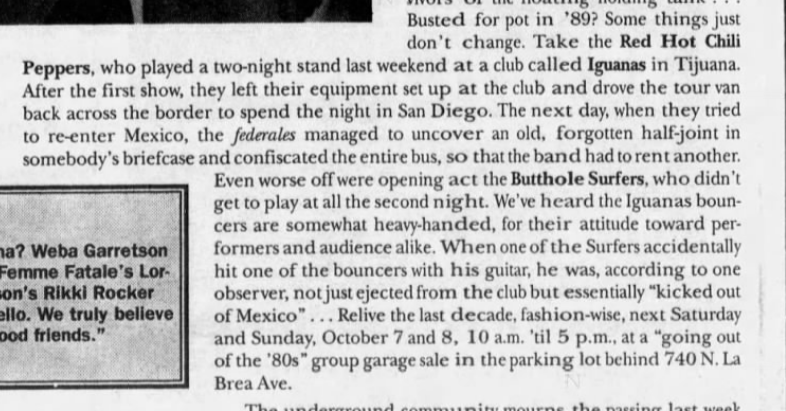 Busted for pot in '89? Some things just
don't change. Take the Red Hot Chili
Peppers, who played a two-night stand last weekend at a club called Iguanas in Tijuana.
After the first show, they left their equipment set up at the club and drove the tour van
back across the border to spend the night in San Diego. The next day, when they tried
to re-enter Mexico, the federales managed to uncover an old, forgotten half-joint in
somebody's briefcase and confiscated the entire bus, so that the band had to rent another.
Even worse off were opening act the Butthole Surfers, who didn't
get to play at all the second night. We've heard the Iguanas boun-
cers are somewhat heavy-handed, for their attitude toward per-
formers and audience alike. When one of the Surfers accidentally
hit one of the bouncers with his guitar, he was, according to one
observer, not just ejected from the club but essentially "kicked out
of Mexico" . . . Relive the last decade, fashion-wise, next Saturday
and Sunday, October 7 and 8, 10 a.m. 'til 5 p.m., at a "going out
of the '80s" group garage sale in the parking lot behind 740 N. La
Brea Ave.
The underground community mourns the passing last week
na? Weba Garretson
Femme Fatale's Lor-
son's Rikki Rocker
ello. We truly believe
ood friends."